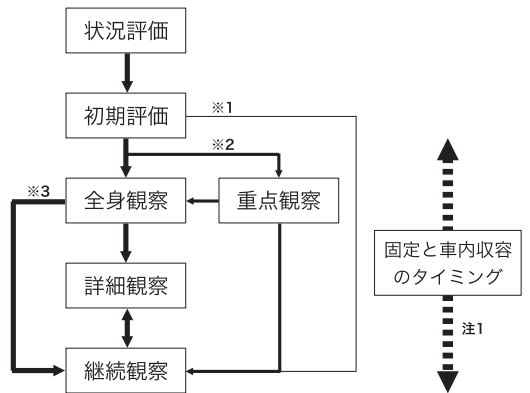 状況評価
初期評価
※1
※2
※3
全身観察
重点観察
固定と車内収容
のタイミング
詳細観察
注1
継続観察